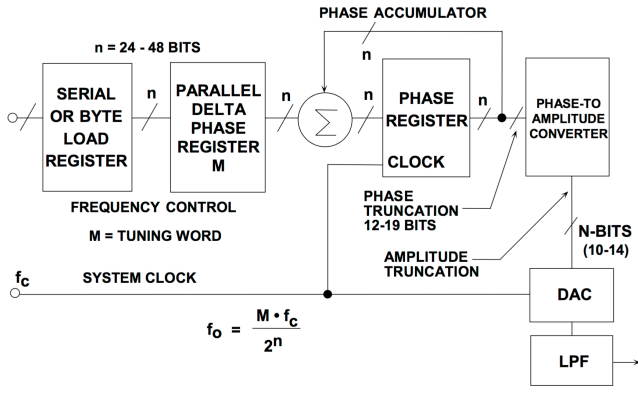 PHASE ACCUMULATOR
n = 24 - 48 BITS
n
SERIAL
OR BYTE
LOAD
REGISTER
n
PARALLEL
DELTA
PHASE
REGISTER
M
n
Σ
n
PHASE
REGISTER
CLOCK
n
PHASE-TO
AMPLITUDE
CONVERTER
FREQUENCY CONTROL
M = TUNING WORD
PHASE
TRUNCATION
12-19 BITS
N-BITS
(10-14)
AMPLITUDE
TRUNCATION
fc
SYSTEM CLOCK
DAC
fo = M • fc
2^n
LPF